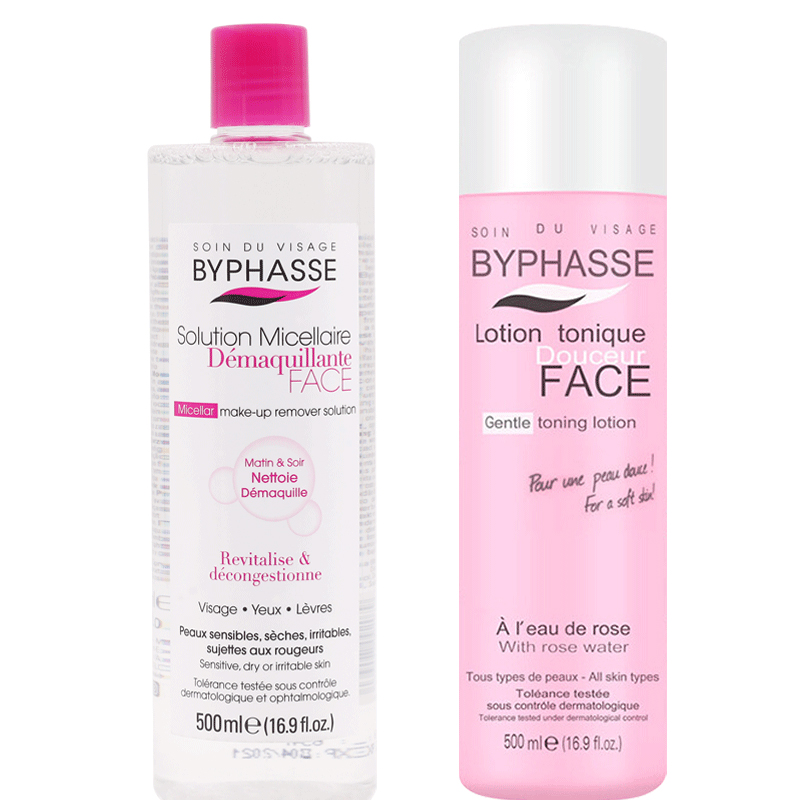 SOIN DU VISAGE
BYPHASSE
Solution Micellaire
Démaquillante
FACE
Micellar make-up remover solution
Matin & Soir
Nettoie
Démaquille
Revitalise &
décongestionne
Visage • Yeux • Lèvres
Peaux sensibles, sèches, irritables,
sujettes aux rougeurs
Sensitive, dry or irritable skin
Tolérance testée sous contrôle
dermatologique et ophtalmologique.
500 ml e (16.9 fl.oz.)
SOIN DU VISAGE
BYPHASSE
Lotion tonique
Douceur
FACE
Gentle toning lotion
Pour une peau douce !
For a soft skin!
À l'eau de rose
With rose water
Tous types de peaux - All skin types
Toléance testée
sous contrôle dermatologique
Tolerance tested under dermatological control
500 ml e (16.9 fl.oz.)